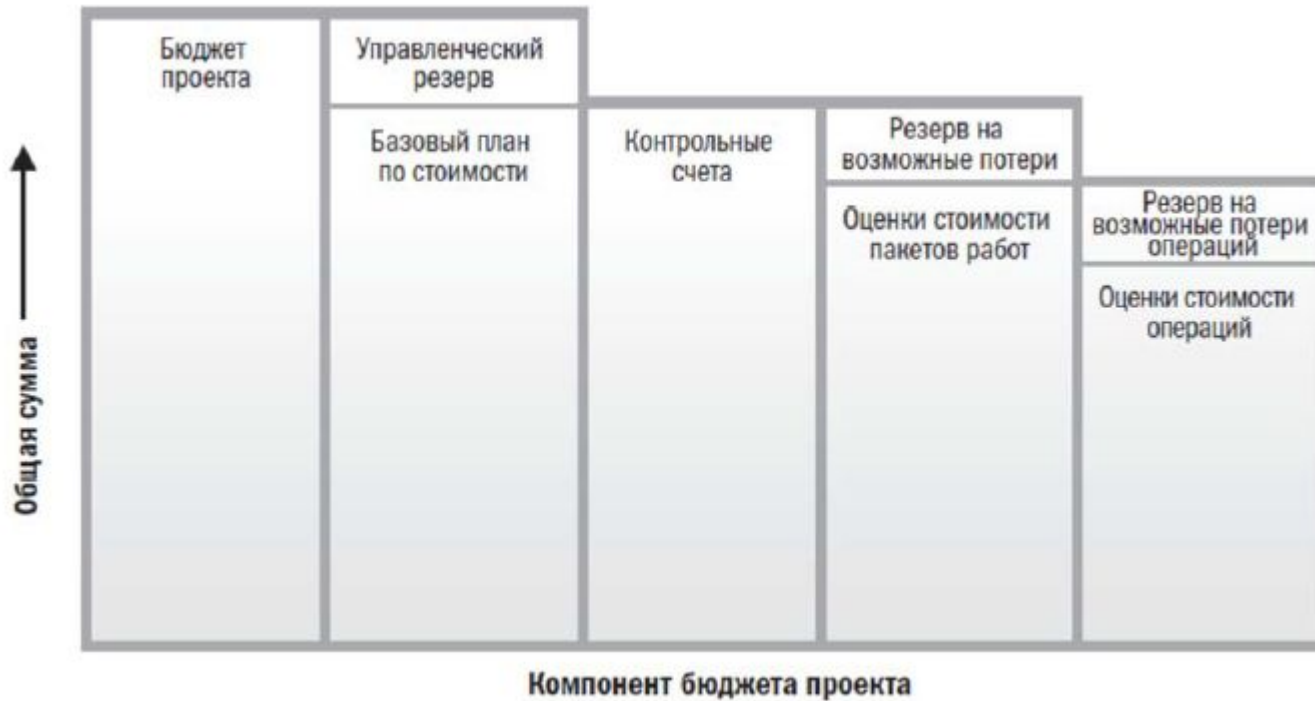 Бюджет
проекта
Управленческий
резерв
Базовый план
по стоимости
Контрольные
счета
Резерв на
возможные потери
Оценки стоимости
пакетов работ
Резерв на
возможные потери
операций
Оценки стоимости
операций
Общая сумма
Компонент бюджета проекта